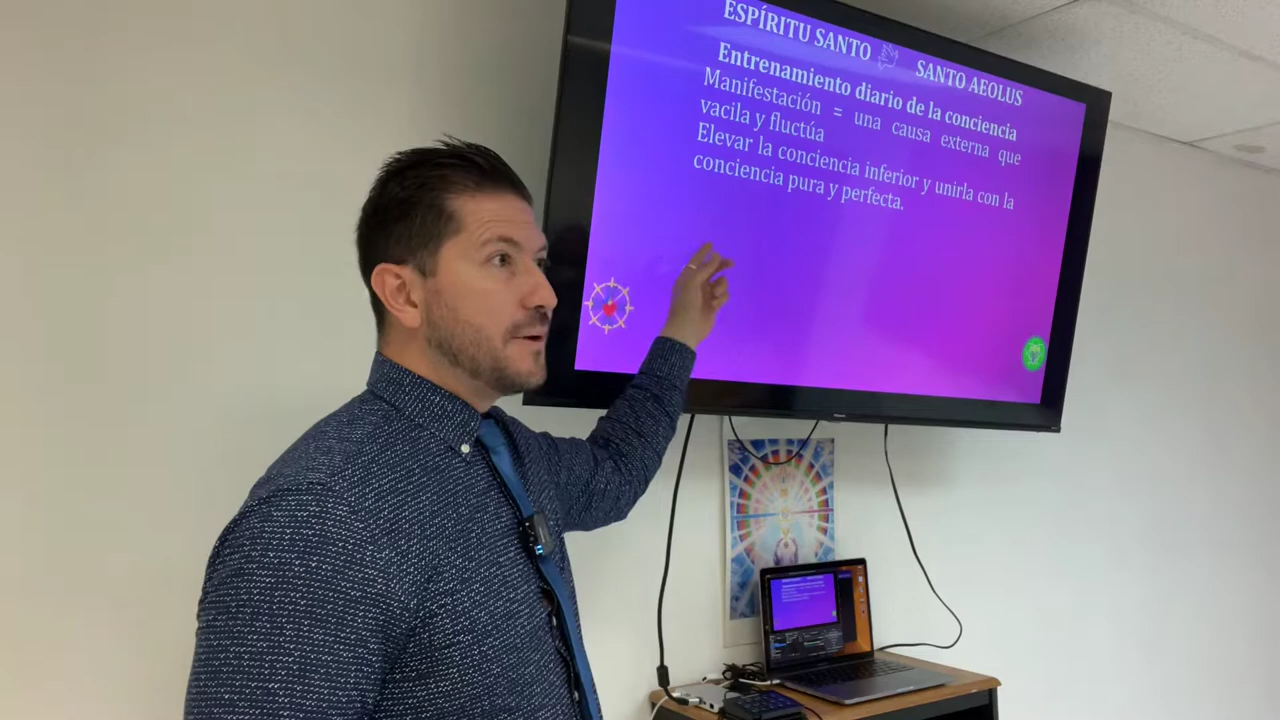 ESPÍRITU SANTO SANTO AEOLUS
Entrenamiento diario de la conciencia
Manifestación = una causa externa que
vacila y fluctúa
Elevar la conciencia inferior y unirla con la
conciencia pura y perfecta.